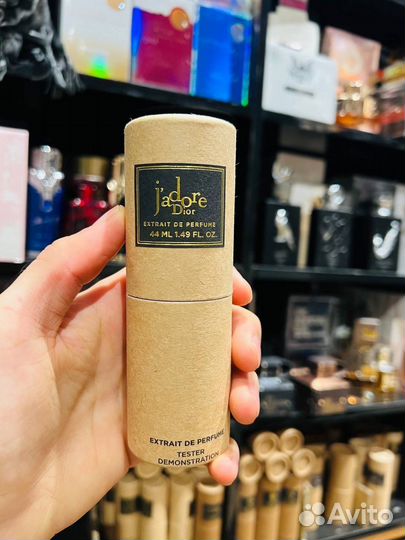 j'adore
Dior
EXTRAIT DE PERFUME
44 ML 1.49 FL. OZ.
EXTRAIT DE PERFUME
TESTER
DEMONSTRATION
Avito